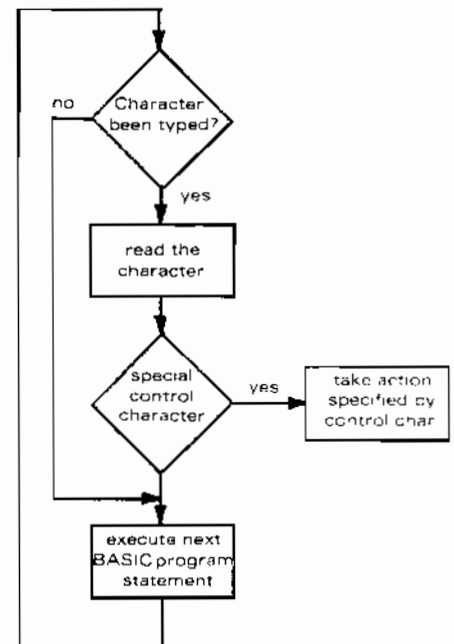 no
Character
been typed?
yes
read the
character
special
control
character
yes
take action
specified by
control char
execute next
BASIC program
statement